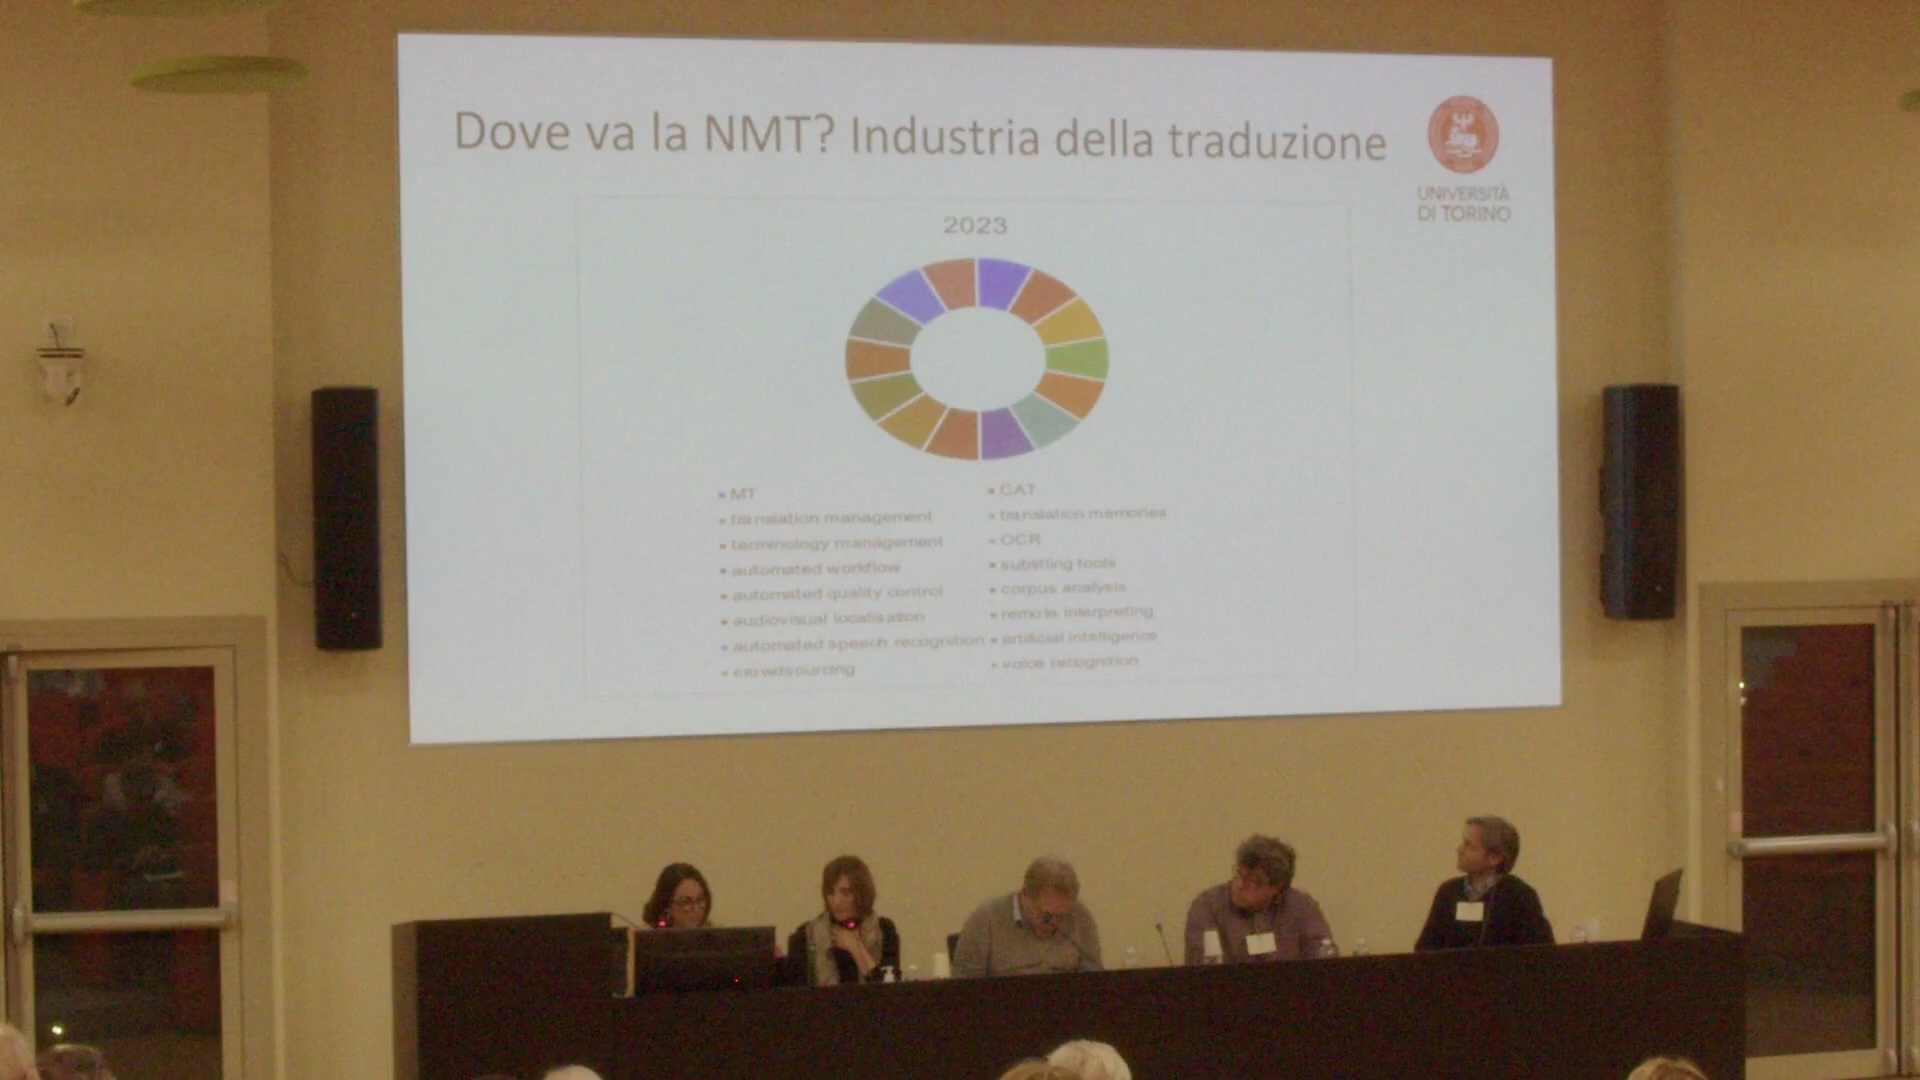 Dove va la NMT? Industria della traduzione
UNIVERSITÀ
DI TORINO
2023
MT
CAT
translation management
translation memories
terminology management
OCR
automated workflow
subtitling tools
automated quality control
corpus analysis
audiovisual localisation
remote interpreting
automated speech recognition
artificial intelligence
crowdsourcing
voice recognition